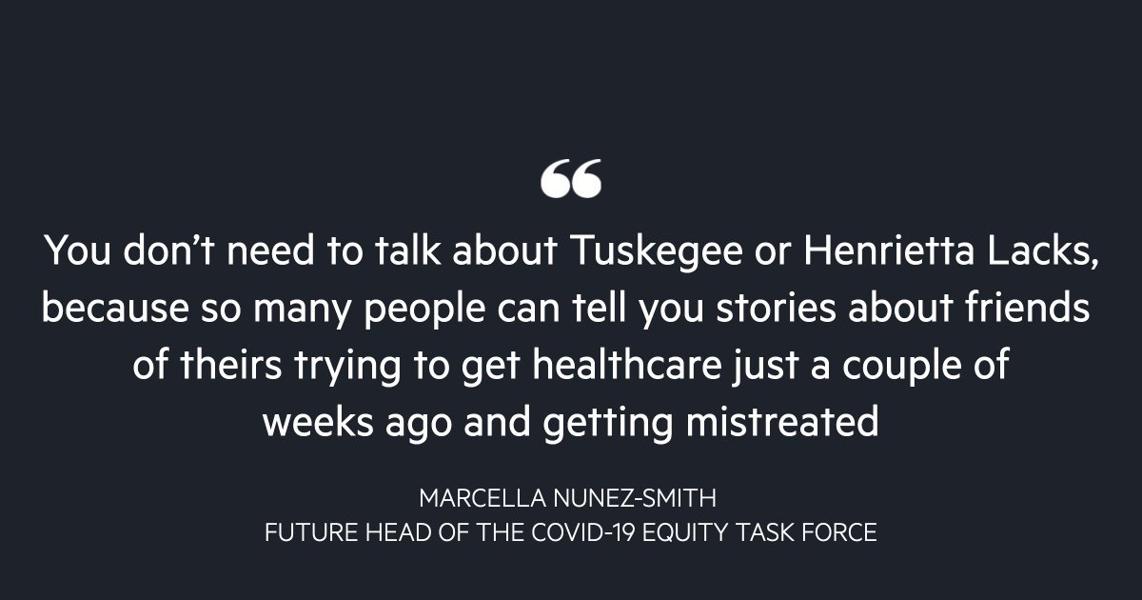 “
You don’t need to talk about Tuskegee or Henrietta Lacks,
because so many people can tell you stories about friends
of theirs trying to get healthcare just a couple of
weeks ago and getting mistreated
MARCELLA NUNEZ-SMITH
FUTURE HEAD OF THE COVID-19 EQUITY TASK FORCE